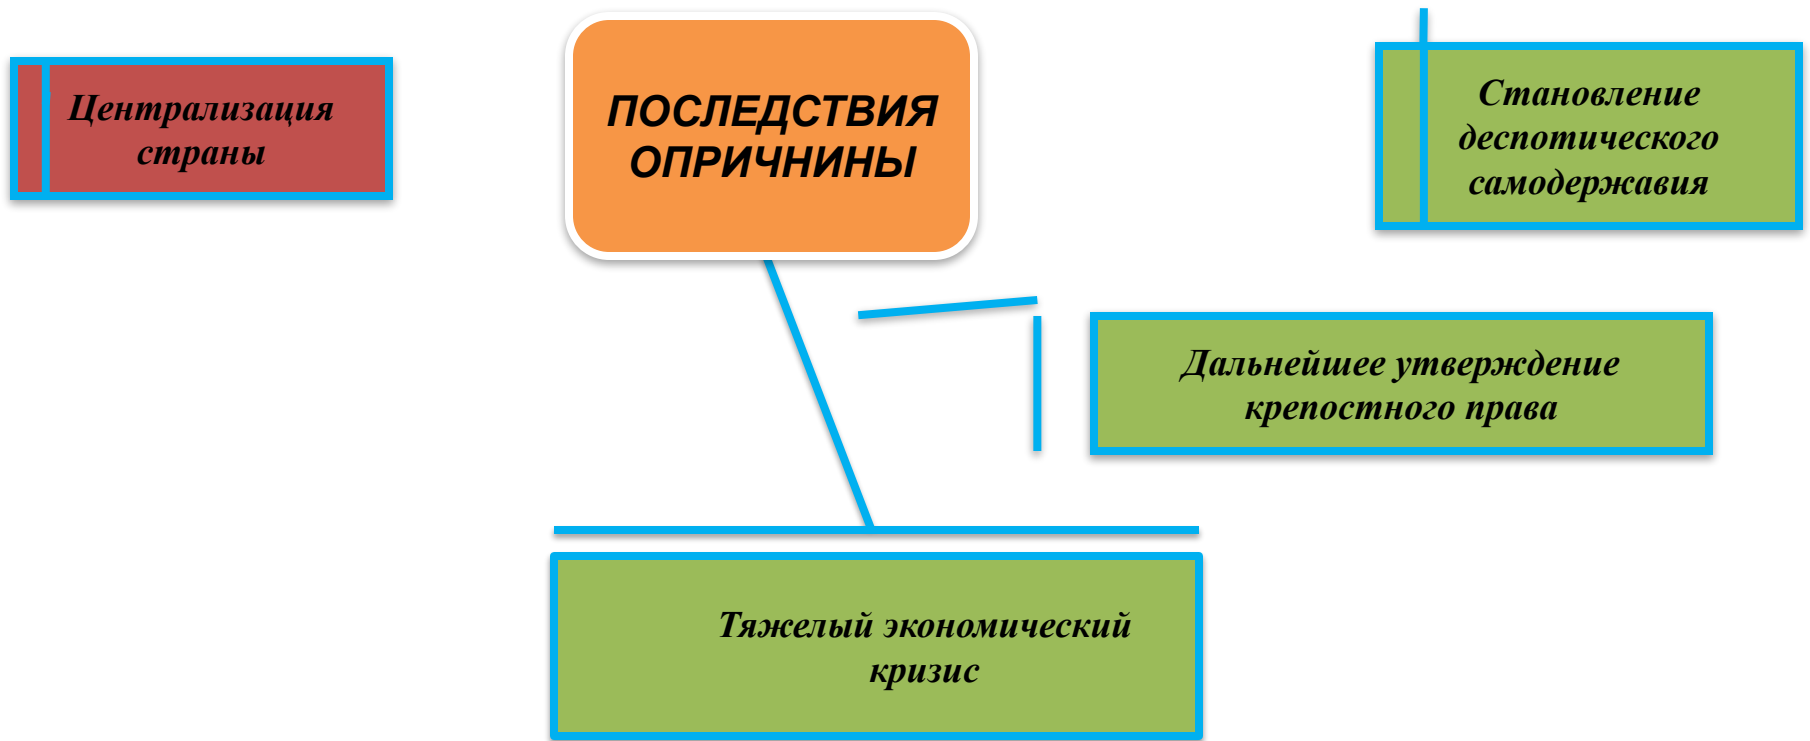 Централизация
страны
ПОСЛЕДСТВИЯ
ОПРИЧНИНЫ
Становление
деспотического
самодержавия
Дальнейшее утверждение
крепостного права
Тяжелый экономический
кризис